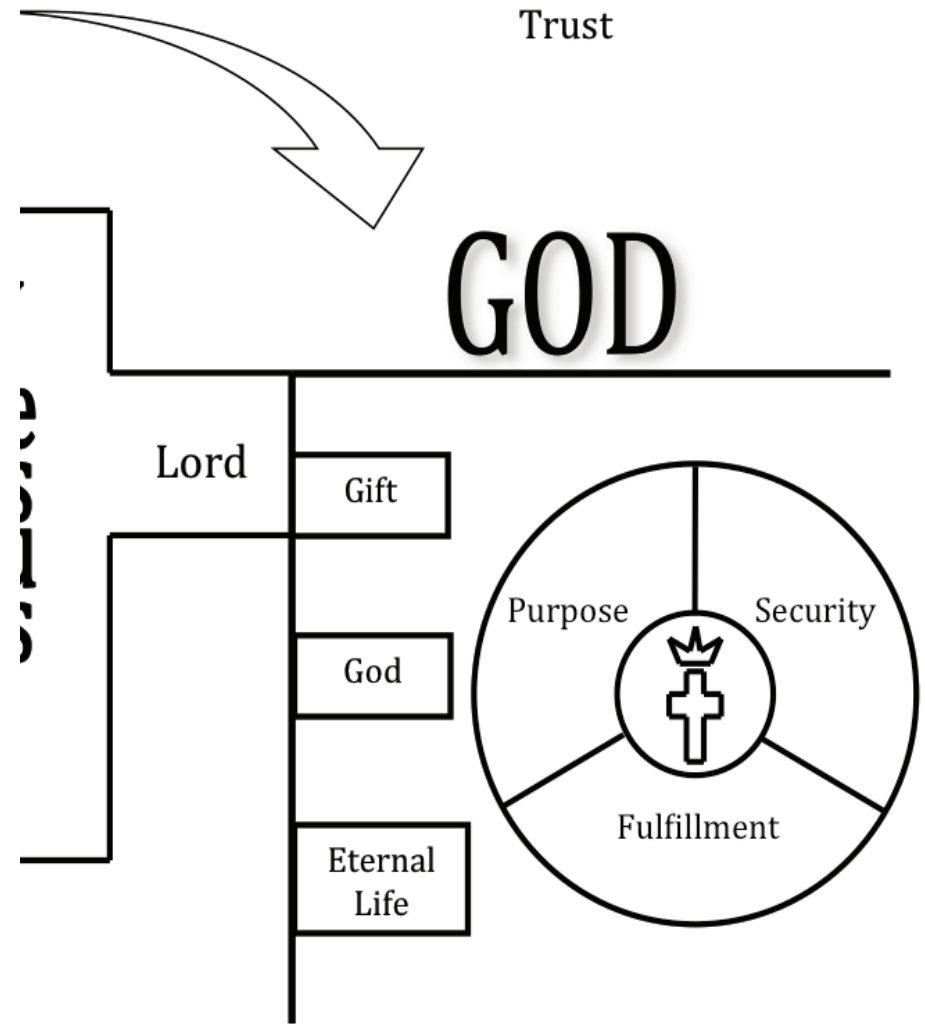 Trust
GOD
Lord
Gift
Purpose
Security
God
Fulfillment
Eternal
Life